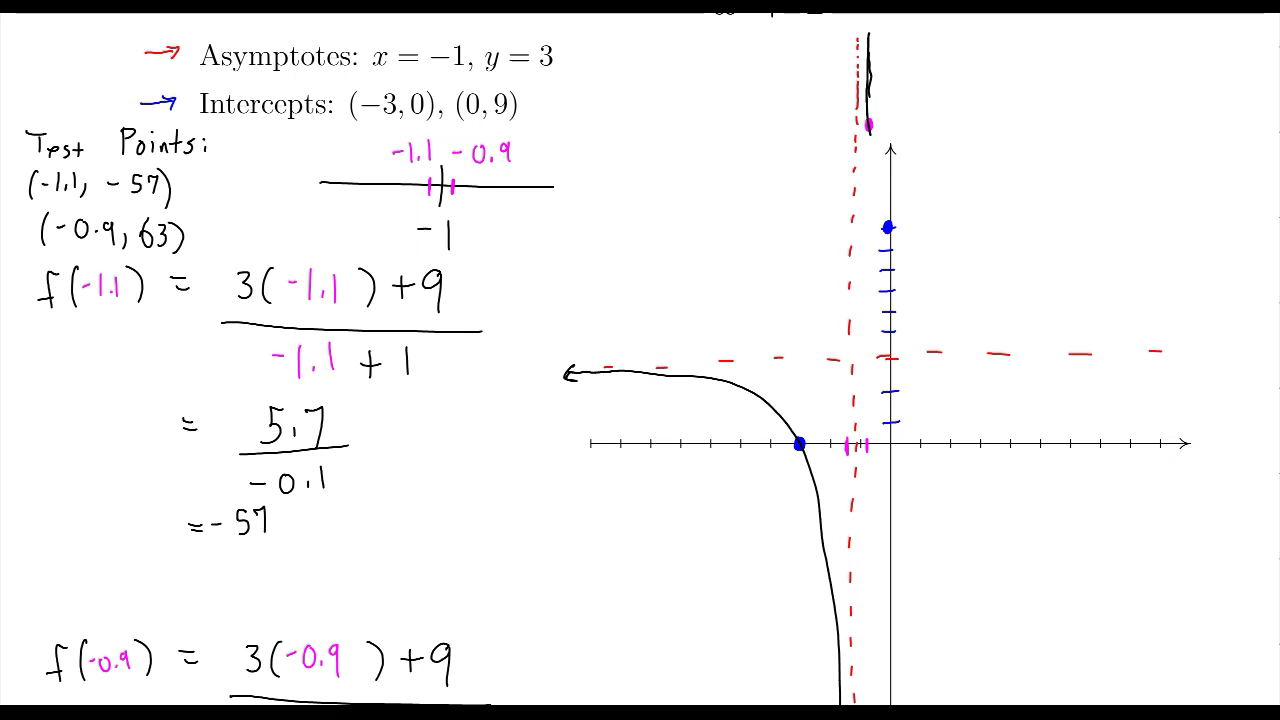 → Asymptotes: x = −1, y = 3
→ Intercepts: (−3, 0), (0, 9)
Test Points:
(-1.1, -57)
(-0.9, 63)
-1.1 -0.9
-1
f(-1.1) = 3(-1.1) +9
-1.1 + 1
= 5.7
-0.1
= -57
f(-0.9) = 3(-0.9) +9